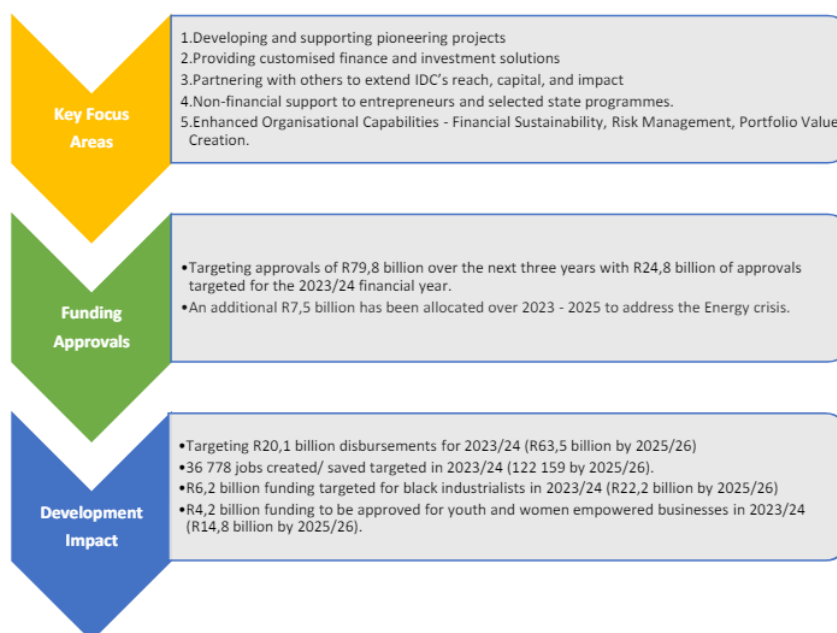 Key Focus
Areas
1.Developing and supporting pioneering projects
2.Providing customised finance and investment solutions
3.Partnering with others to extend IDC's reach, capital, and impact
4.Non-financial support to entrepreneurs and selected state programmes.
5.Enhanced Organisational Capabilities - Financial Sustainability, Risk Management, Portfolio Value
Creation.
Funding
Approvals
•Targeting approvals of R79,8 billion over the next three years with R24,8 billion of approvals
targeted for the 2023/24 financial year.
•An additional R7,5 billion has been allocated over 2023 - 2025 to address the Energy crisis.
Development
Impact
•Targeting R20,1 billion disbursements for 2023/24 (R63,5 billion by 2025/26)
•36 778 jobs created/ saved targeted in 2023/24 (122 159 by 2025/26).
•R6,2 billion funding targeted for black industrialists in 2023/24 (R22,2 billion by 2025/26)
•R4,2 billion funding to be approved for youth and women empowered businesses in 2023/24
(R14,8 billion by 2025/26).